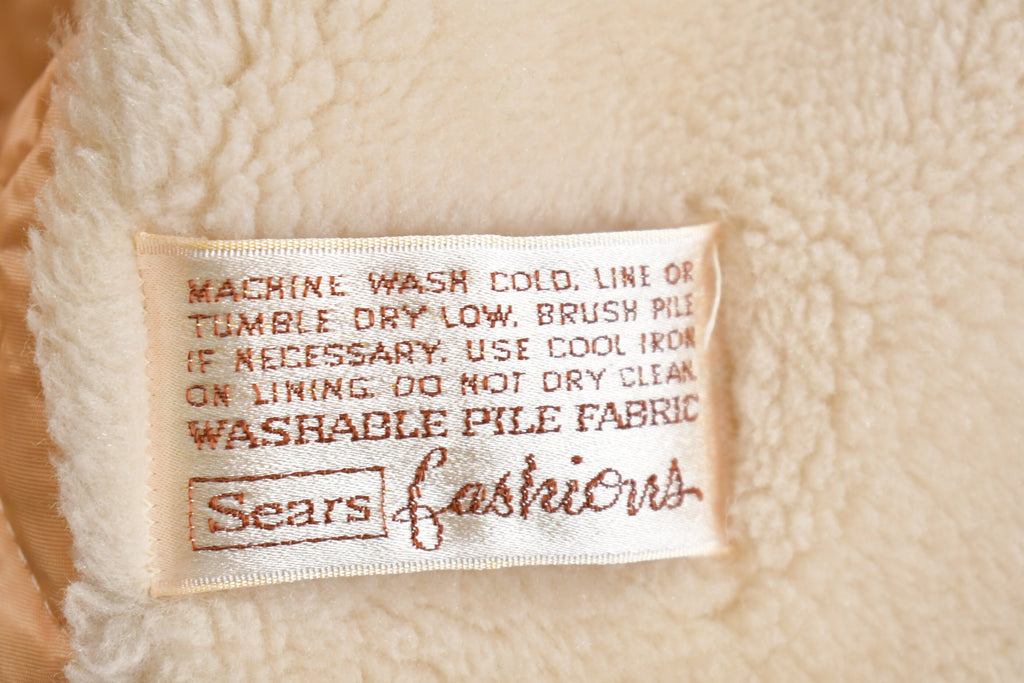 MACHINE WASH COLD. LINE OR
TUMBLE DRY LOW. BRUSH PILE
IF NECESSARY. USE COOL IRON
ON LINING. DO NOT DRY CLEAN.
WASHABLE PILE FABRIC
Sears fashions